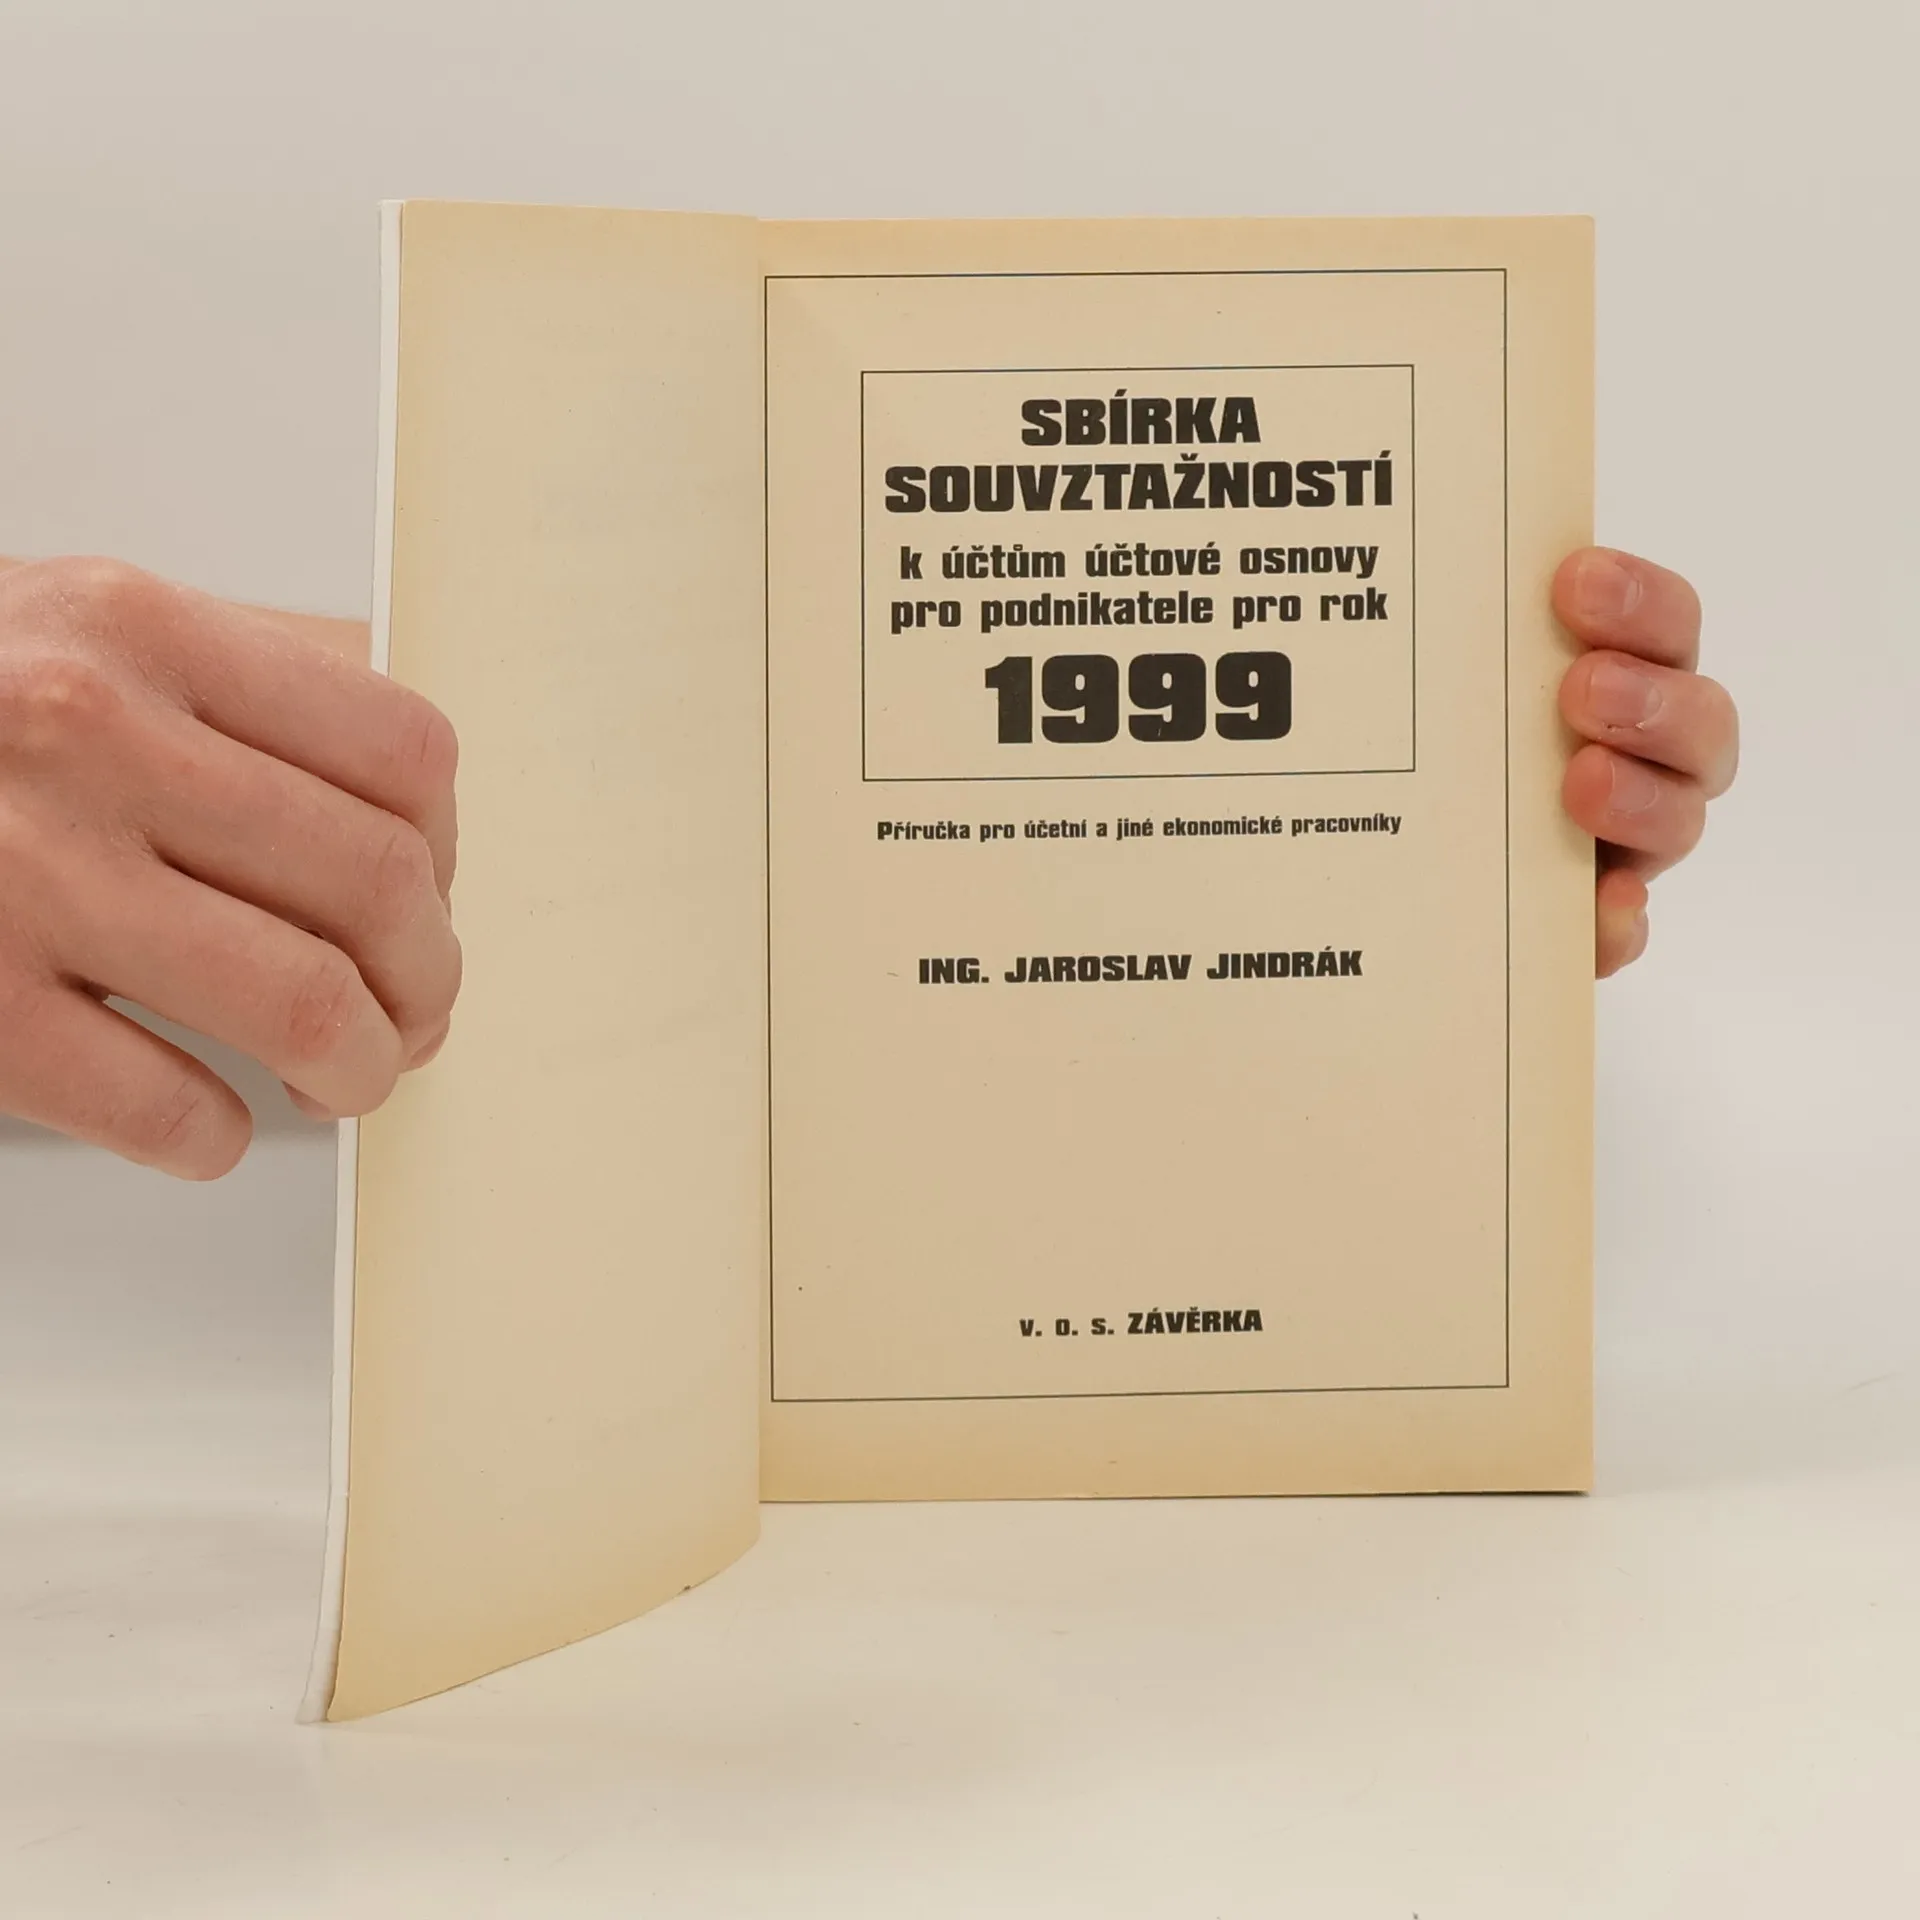 SBÍRKA
SOUVZTAŽNOSTÍ
k účtům účtové osnovy
pro podnikatele pro rok
1999
Příručka pro účetní a jiné ekonomické pracovníky
ING. JAROSLAV JINDRÁK
V. O. S. ZÁVĚRKA